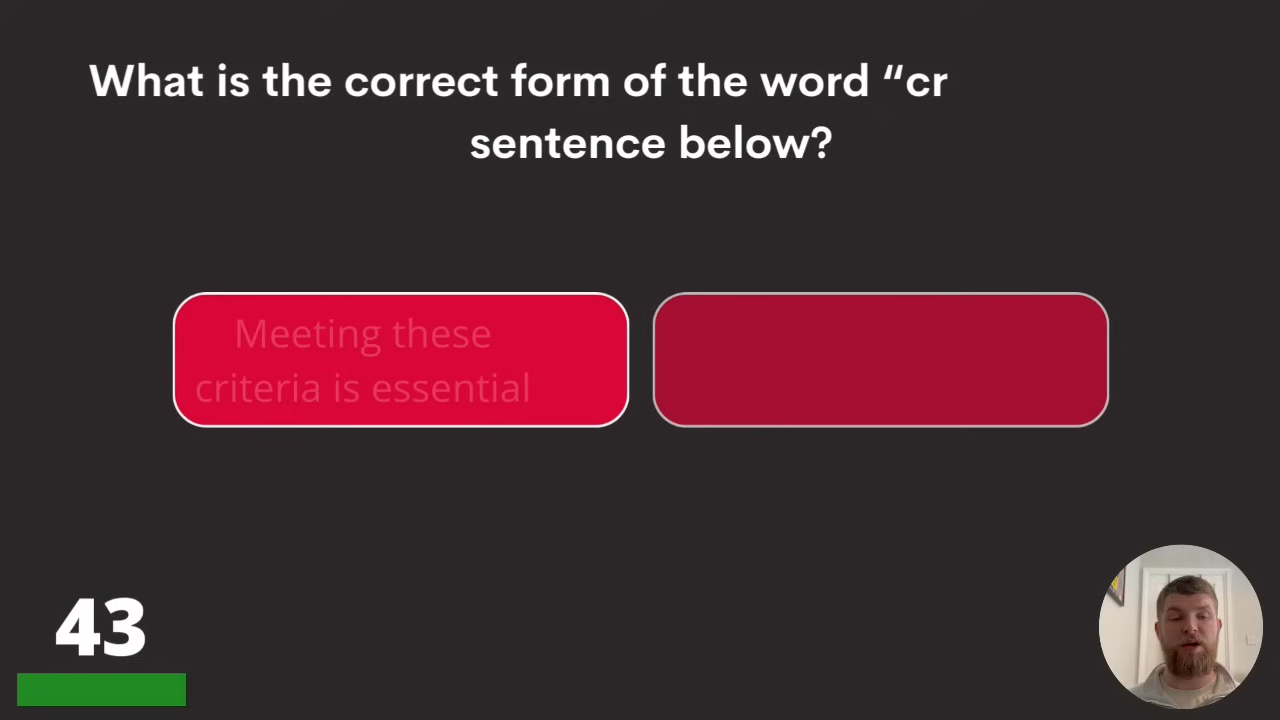 What is the correct form of the word “cr
sentence below?
Meeting these
criteria is essential
43